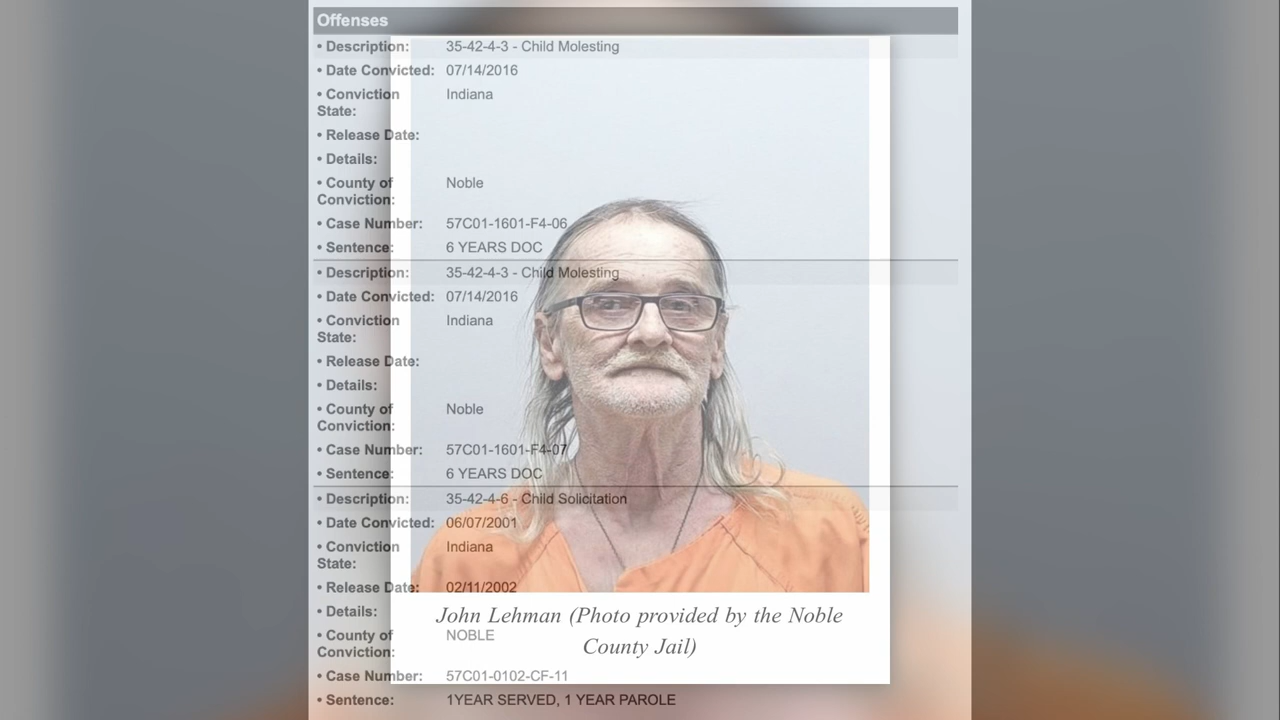 Offenses
• Description: 35-42-4-3 - Child Molesting
• Date Convicted: 07/14/2016
• Conviction Indiana
State:
• Release Date:
• Details:
• County of Noble
Conviction:
• Case Number: 57C01-1601-F4-06
• Sentence: 6 YEARS DOC
• Description: 35-42-4-3 - Child Molesting
• Date Convicted: 07/14/2016
• Conviction Indiana
State:
• Release Date:
• Details:
• County of Noble
Conviction:
• Case Number: 57C01-1601-F4-07
• Sentence: 6 YEARS DOC
• Description: 35-42-4-6 - Child Solicitation
• Date Convicted: 06/07/2001
• Conviction Indiana
State:
• Release Date: 02/11/2002
• Details:
• County of NOBLE
Conviction:
• Case Number: 57C01-0102-CF-11
• Sentence: 1YEAR SERVED, 1 YEAR PAROLE
John Lehman (Photo provided by the Noble
County Jail)